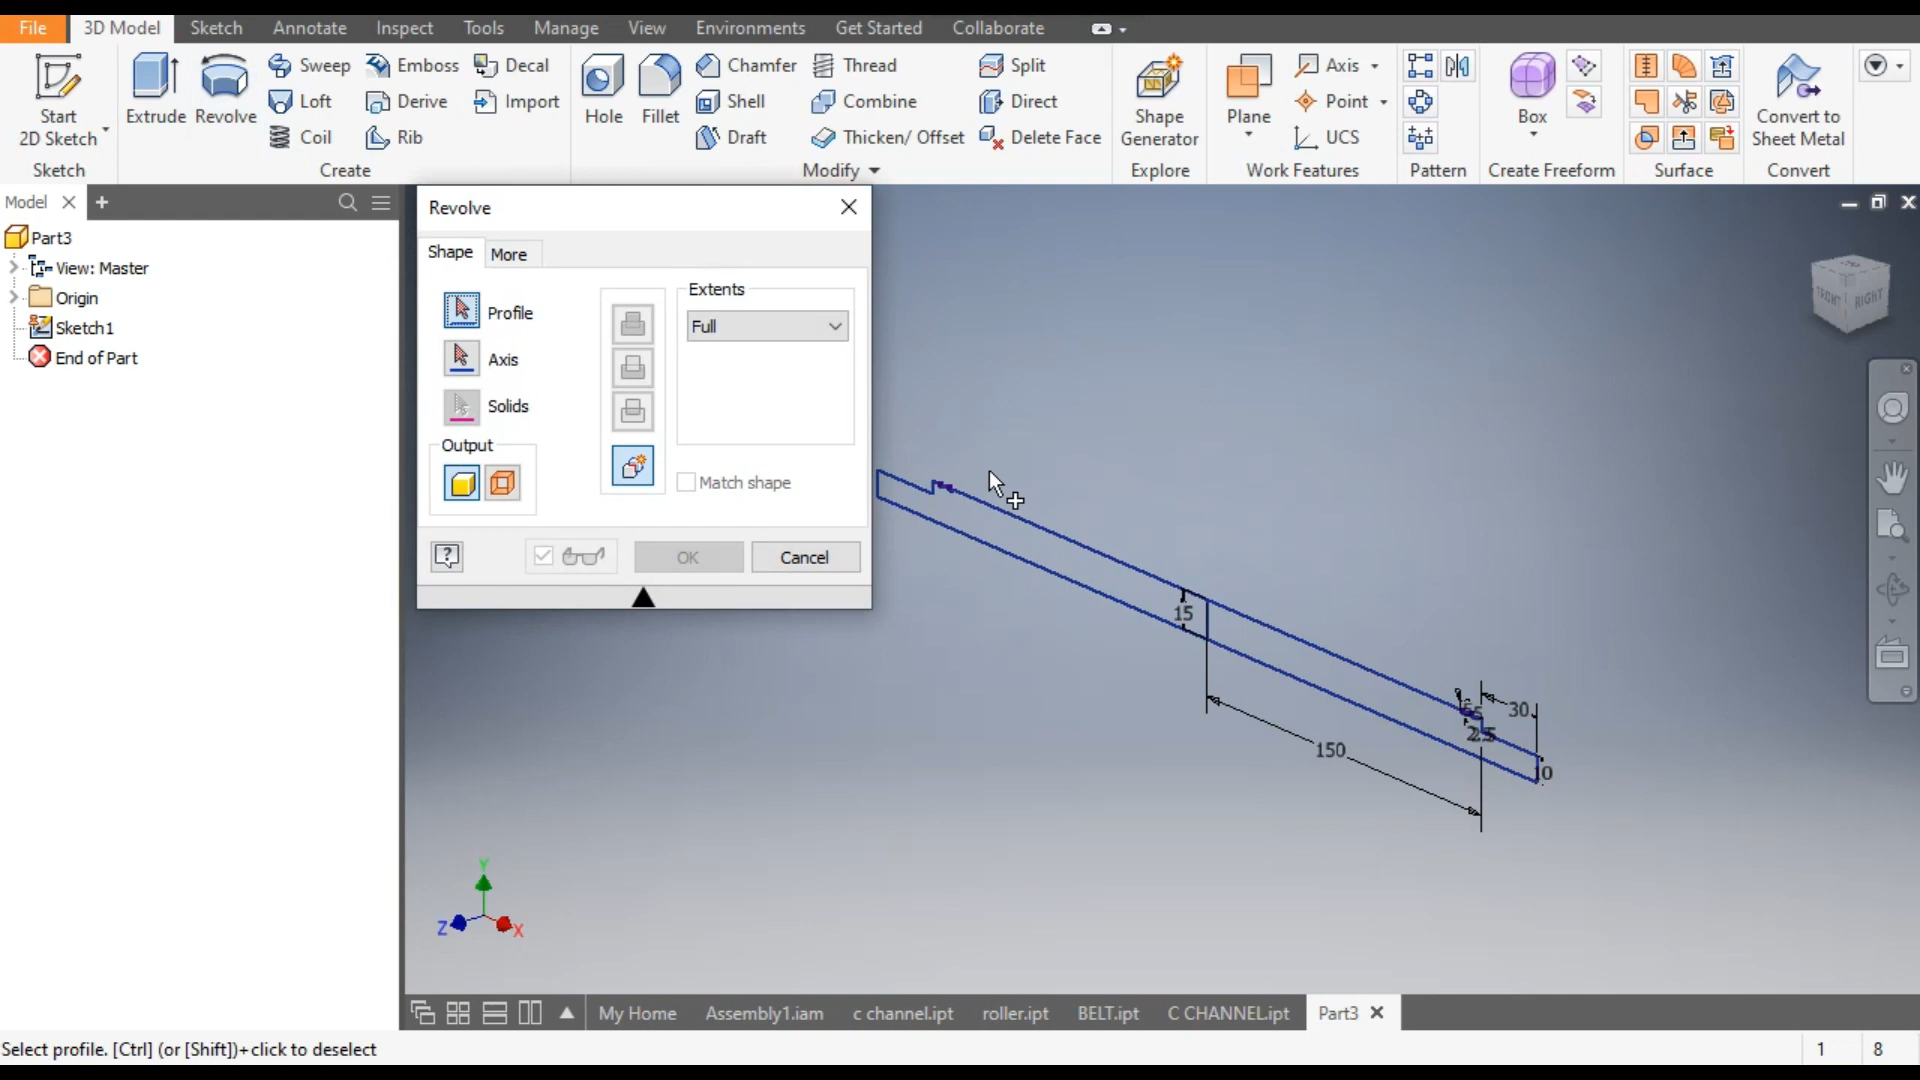 File 3D Model Sketch Annotate Inspect Tools Manage View Environments Get Started Collaborate
Start 2D Sketch
Sketch
Extrude Revolve
Sweep Emboss Decal
Loft Derive Import
Coil Rib
Create
Hole Fillet
Chamfer Thread Split
Shell Combine Direct
Draft Thicken/ Offset Delete Face
Modify
Shape Generator
Explore
Plane
Axis
Point
UCS
Work Features
Pattern
Box
Create Freeform
Surface
Convert to Sheet Metal
Convert
Model
Part3
View: Master
Origin
Sketch1
End of Part
Revolve
Shape More
Profile
Axis
Solids
Output
Extents
Full
Match shape
OK Cancel
FRONT RIGHT
15
150
30
Y
Z
X
My Home Assembly1.iam c channel.ipt roller.ipt BELT.ipt C CHANNEL.ipt Part3
Select profile. [Ctrl] (or [Shift])+click to deselect
1 8